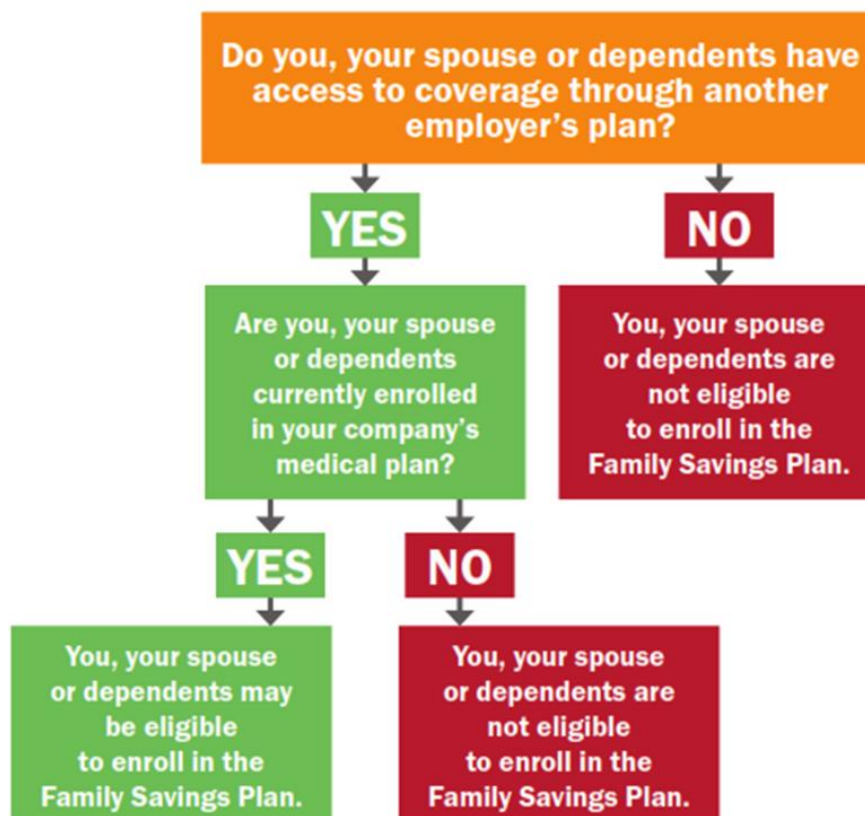 Do you, your spouse or dependents have
access to coverage through another
employer’s plan?
YES
NO
Are you, your spouse
or dependents
currently enrolled
in your company’s
medical plan?
You, your spouse
or dependents are
not eligible
to enroll in the
Family Savings Plan.
YES
NO
You, your spouse
or dependents may
be eligible
to enroll in the
Family Savings Plan.
You, your spouse
or dependents are
not eligible
to enroll in the
Family Savings Plan.